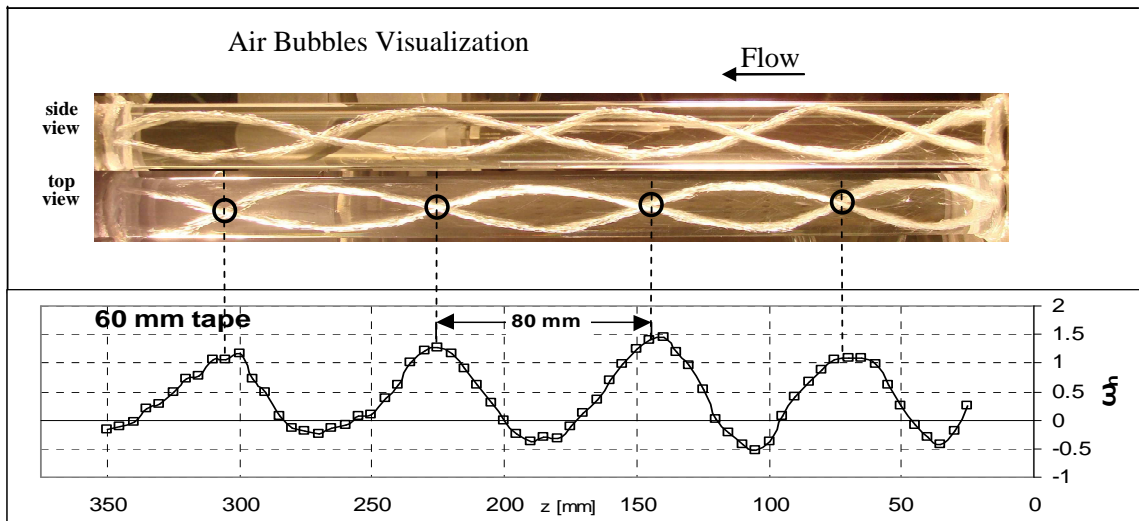 Air Bubbles Visualization
Flow
side
view
top
view
60 mm tape
80 mm
2
1.5
1
0.5
0
-0.5
-1
ωn
350 300 250 200 z [mm] 150 100 50 0